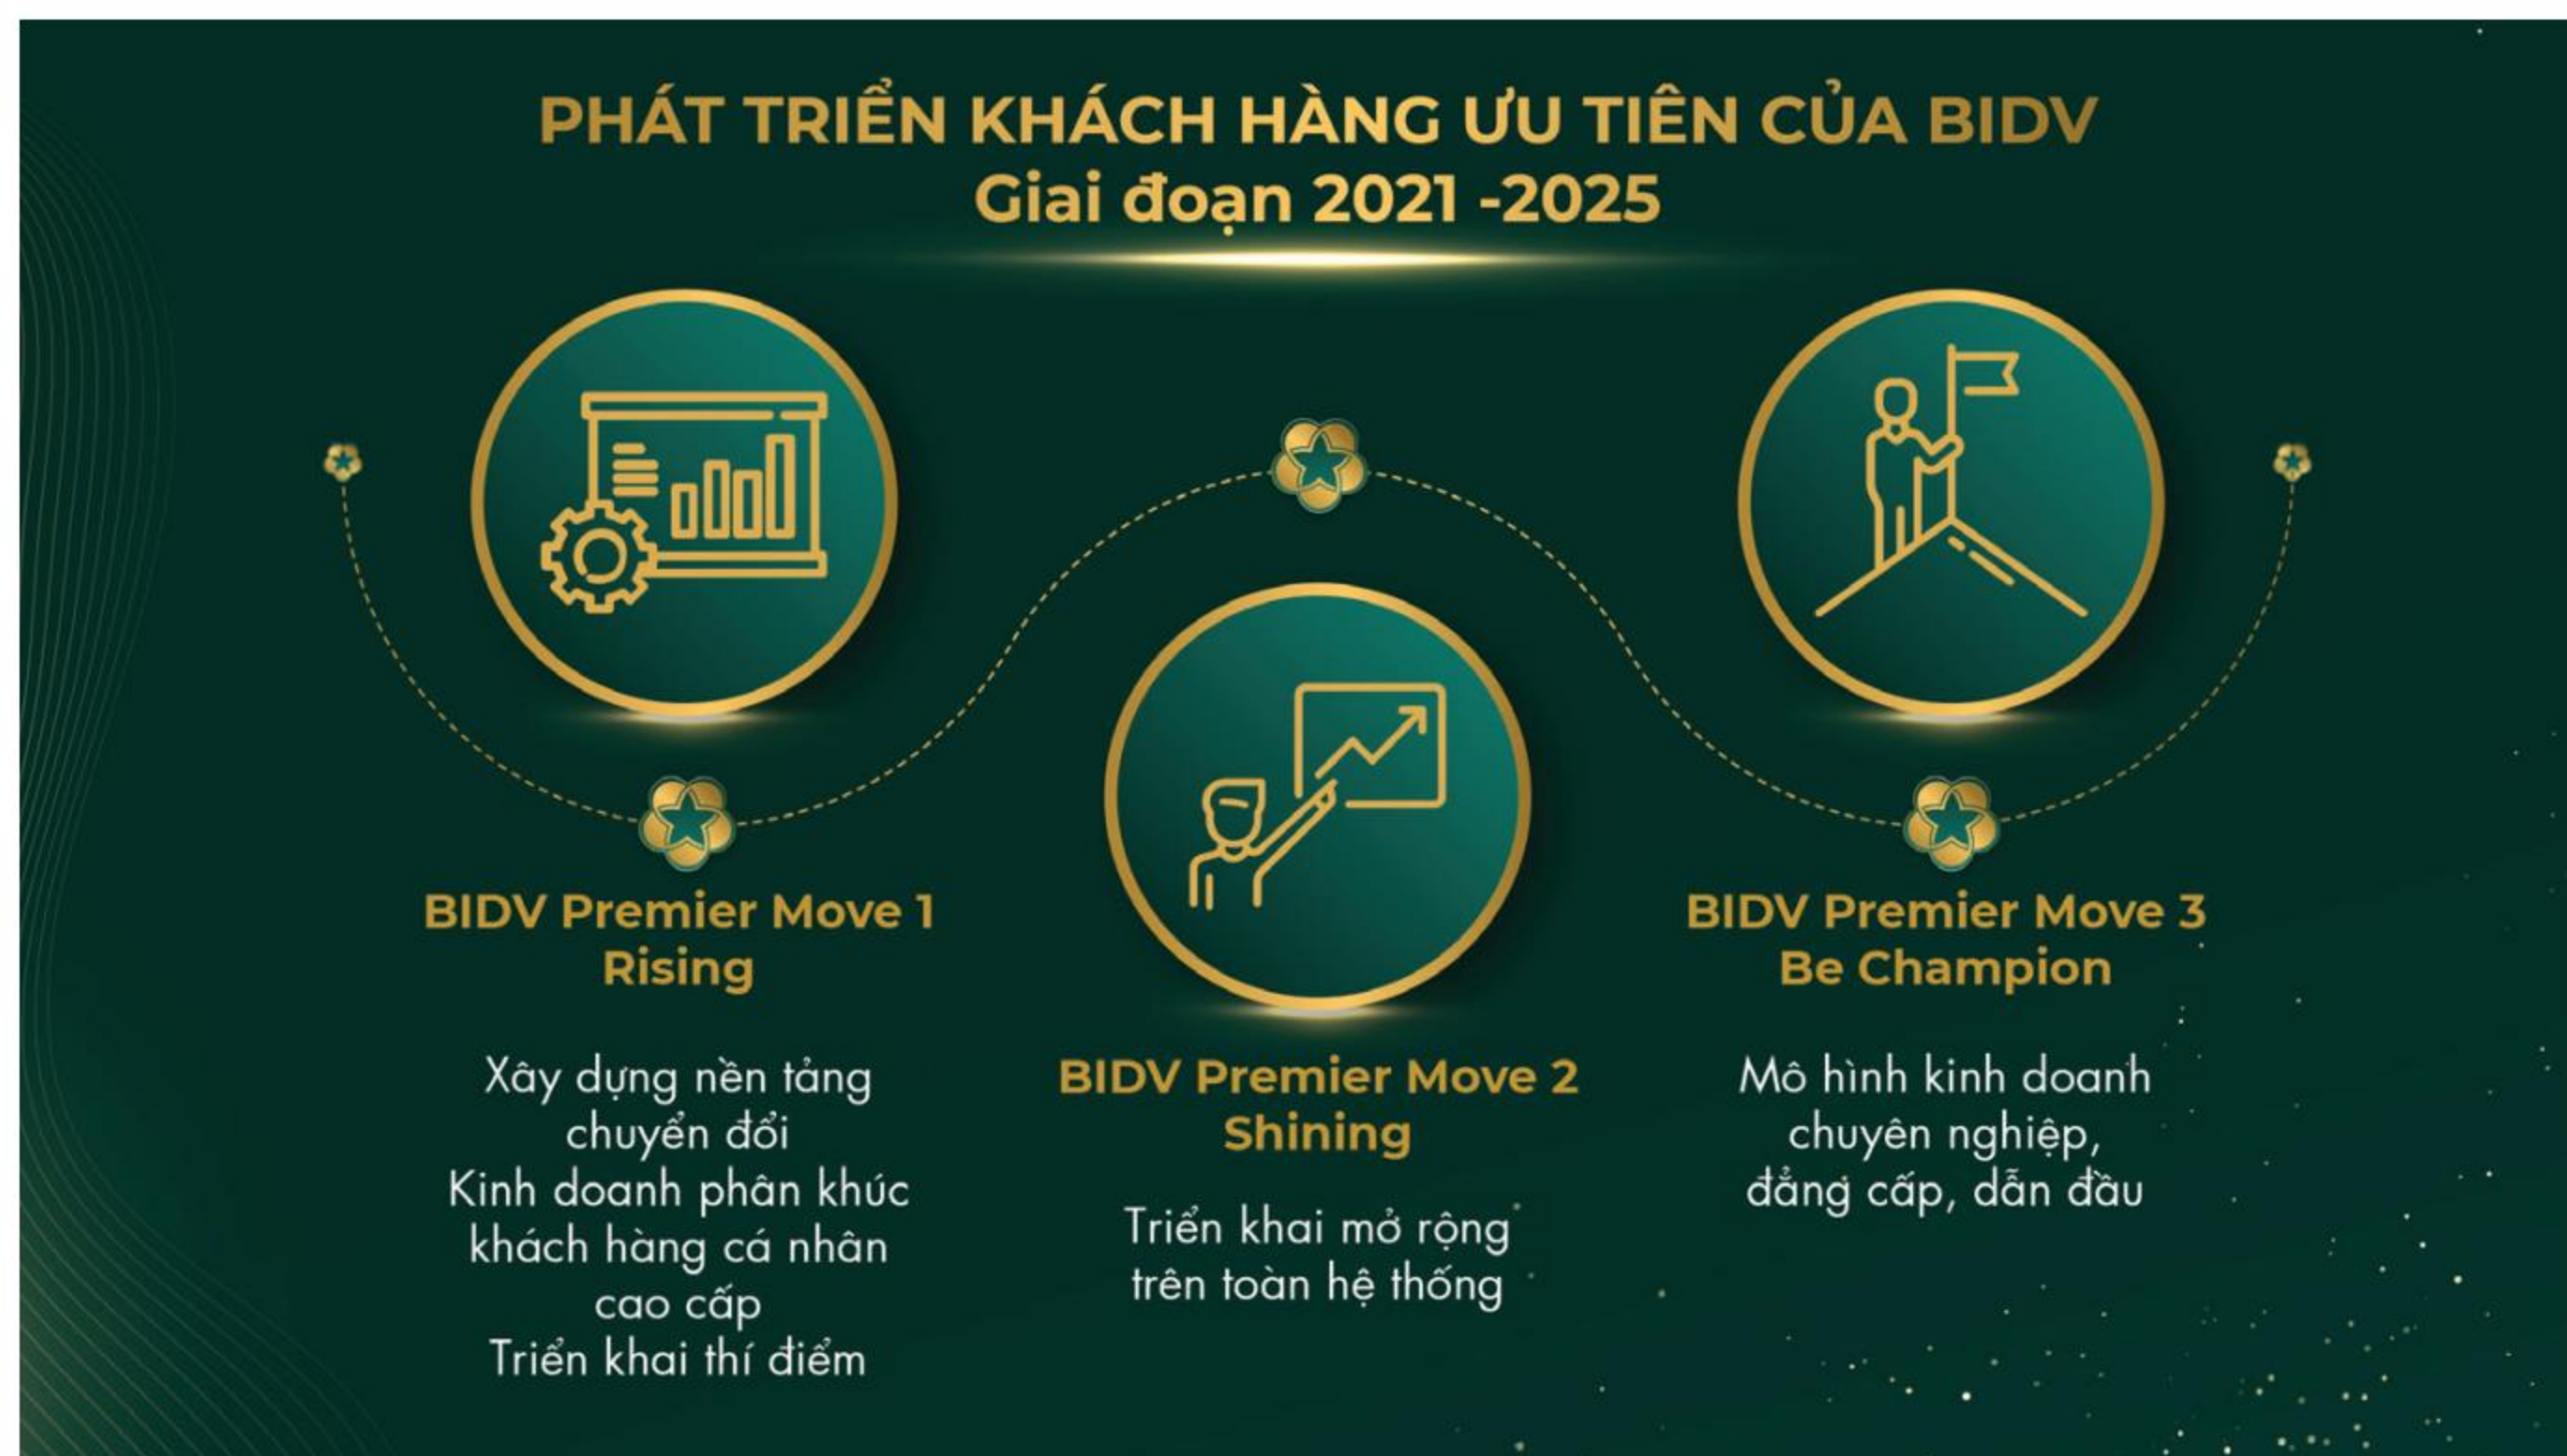 PHÁT TRIỂN KHÁCH HÀNG ƯU TIÊN CỦA BIDV
Giai đoạn 2021 -2025
BIDV Premier Move 1
Rising
Xây dựng nền tảng
chuyển đổi
Kinh doanh phân khúc
khách hàng cá nhân
cao cấp
Triển khai thí điểm
BIDV Premier Move 2
Shining
Triển khai mở rộng
trên toàn hệ thống
BIDV Premier Move 3
Be Champion
Mô hình kinh doanh
chuyên nghiệp,
đẳng cấp, dẫn đầu